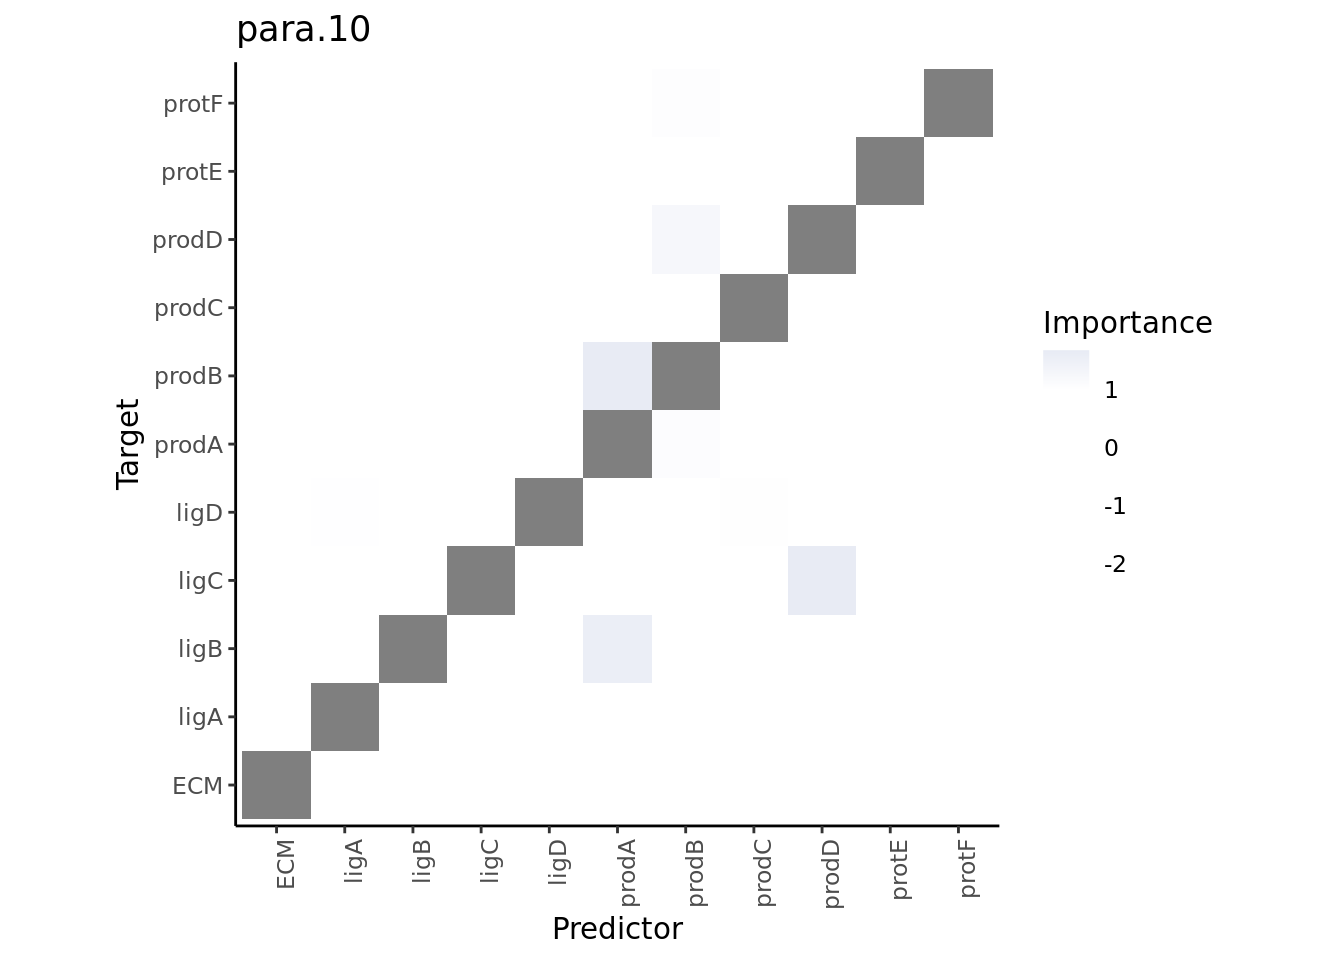 para.10
protF
protE
prodD
prodC
prodB
prodA
ligD
ligC
ligB
ligA
ECM
Target
ECM ligA ligB ligC ligD prodA prodB prodC prodD protE protF
Predictor
Importance
1
0
-1
-2